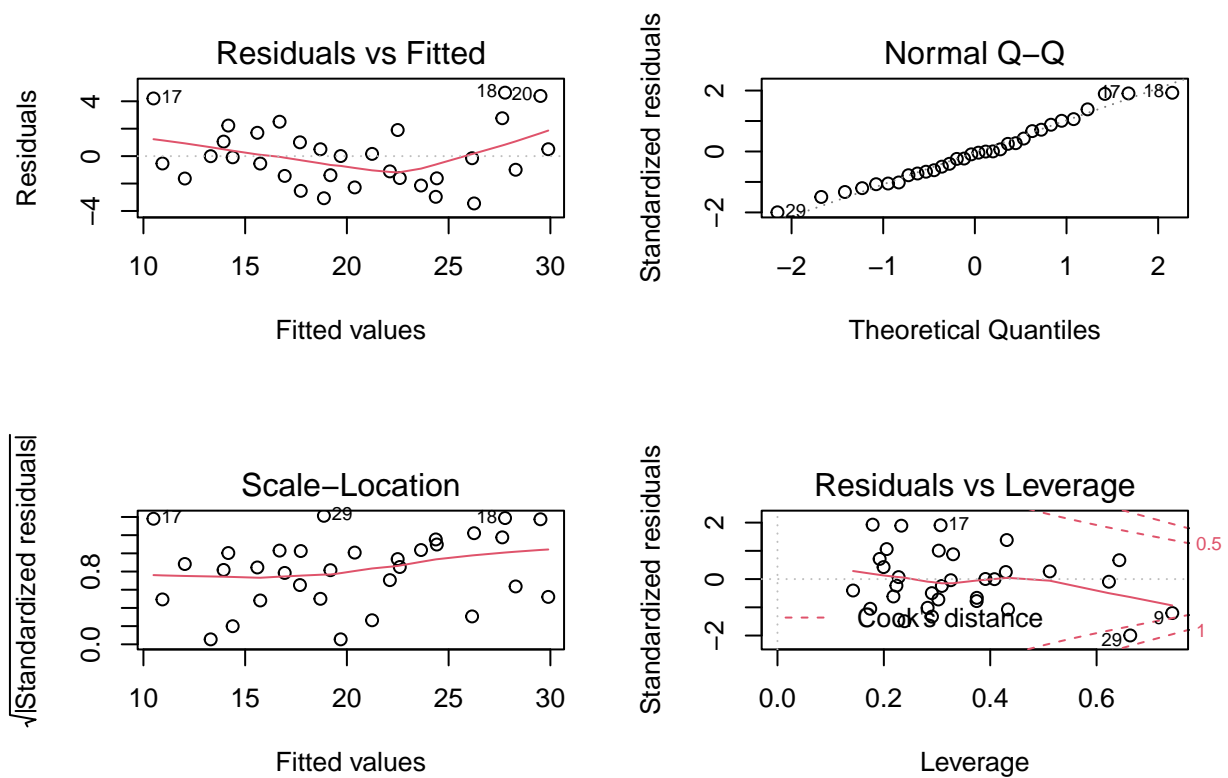 Residuals vs Fitted
Residuals
4
0
−4
17
18
20
10 15 20 25 30
Fitted values
Normal Q−Q
Standardized residuals
2
0
−2
29
17
18
−2 −1 0 1 2
Theoretical Quantiles
Scale−Location
√|Standardized residuals|
0.8
0.0
17
29
18
10 15 20 25 30
Fitted values
Residuals vs Leverage
Standardized residuals
2
0
−2
17
0.5
Cook's distance
9
1
29
0.0 0.2 0.4 0.6
Leverage